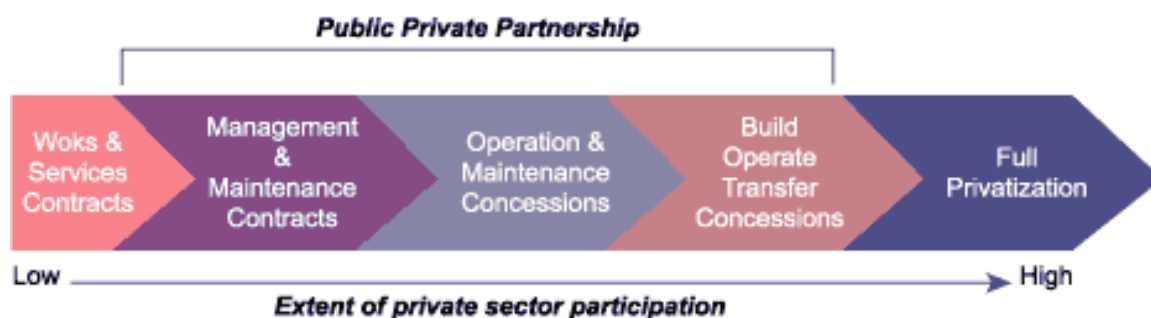 Public Private Partnership
Woks &
Services
Contracts
Management
&
Maintenance
Contracts
Operation &
Maintenance
Concessions
Build
Operate
Transfer
Concessions
Full
Privatization
Low
High
Extent of private sector participation